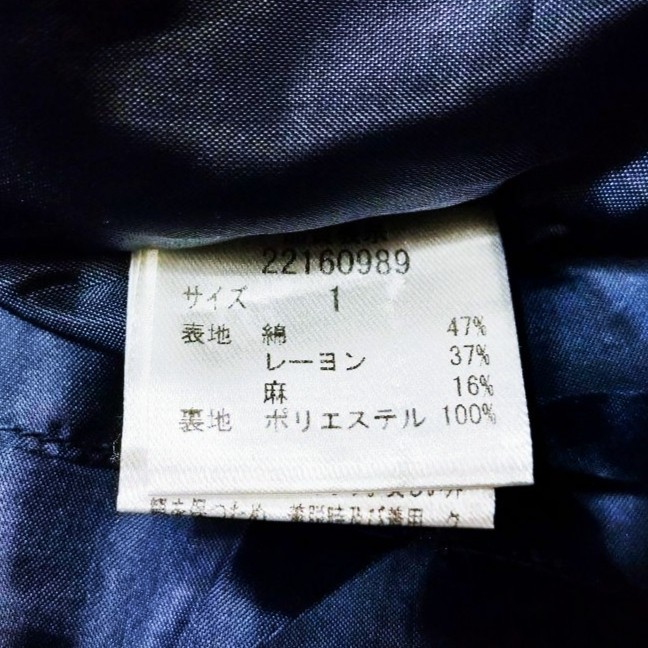 22160989
サイズ 1
表地 綿 47%
レーヨン 37%
麻 16%
裏地 ポリエステル 100%